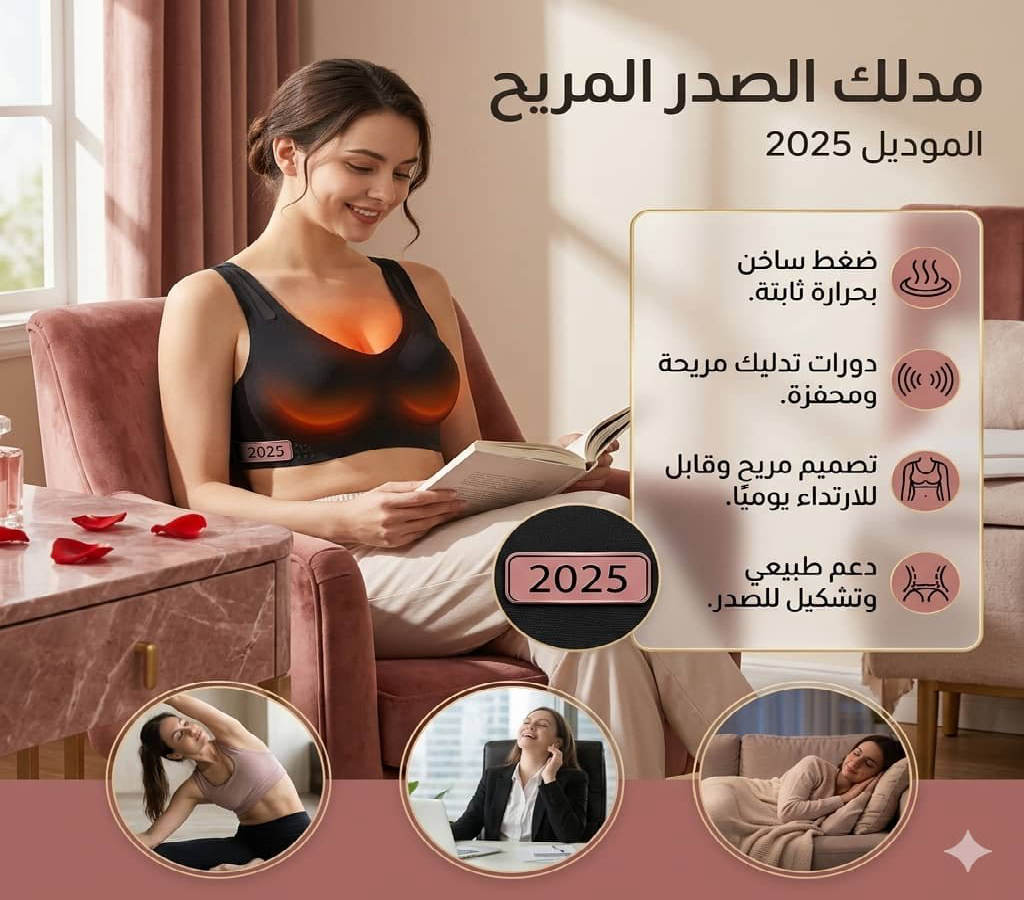 مدلك الصدر المريح
الموديل 2025
ضغط ساخن
بحرارة ثابتة.
دورات تدليك مريحة
ومحفزة.
تصميم مريح وقابل
للارتداء يوميًا.
دعم طبيعي
وتشكيل للصدر.
2025
2025